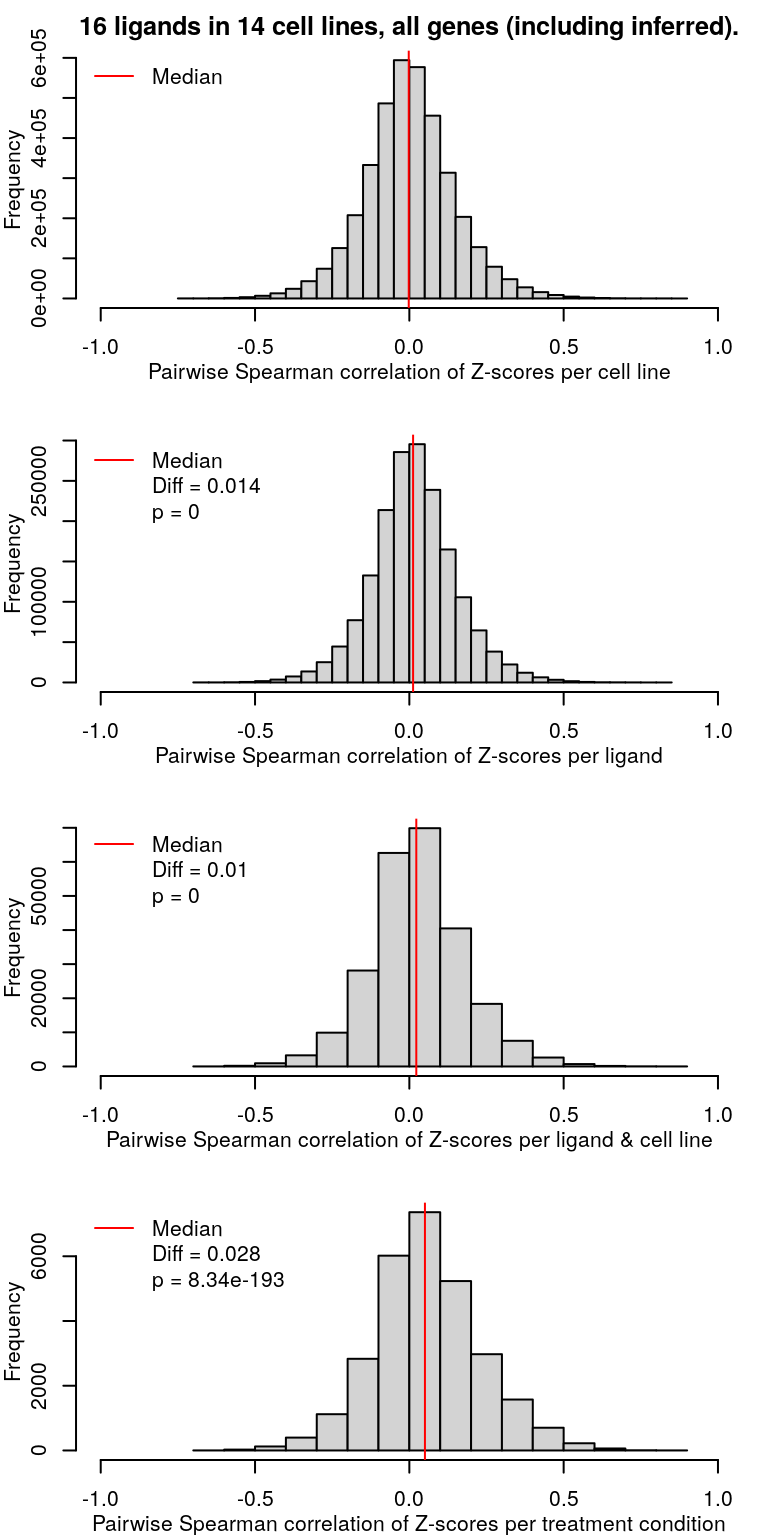 16 ligands in 14 cell lines, all genes (including inferred).
Median
Frequency
0e+00 2e+05 4e+05 6e+05
-1.0 -0.5 0.0 0.5 1.0
Pairwise Spearman correlation of Z-scores per cell line
Median
Diff = 0.014
p = 0
Frequency
0 100000 250000
-1.0 -0.5 0.0 0.5 1.0
Pairwise Spearman correlation of Z-scores per ligand
Median
Diff = 0.01
p = 0
Frequency
0 20000 50000
-1.0 -0.5 0.0 0.5 1.0
Pairwise Spearman correlation of Z-scores per ligand & cell line
Median
Diff = 0.028
p = 8.34e-193
Frequency
0 2000 6000
-1.0 -0.5 0.0 0.5 1.0
Pairwise Spearman correlation of Z-scores per treatment condition